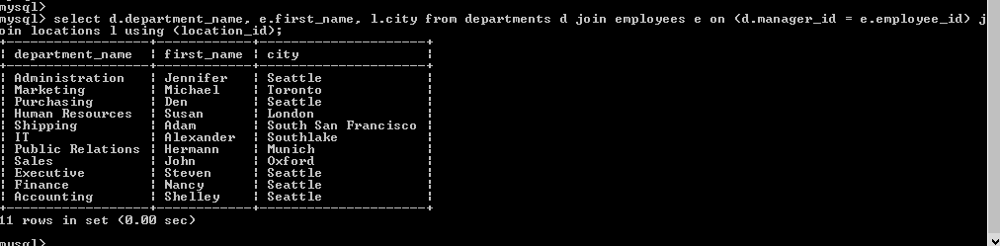 mysql>
mysql> select d.department_name, e.first_name, l.city from departments d join employees e on (d.manager_id = e.employee_id) j
oin locations l using (location_id);
+-------------------+------------+---------------------+
| department_name | first_name | city |
+-------------------+------------+---------------------+
| Administration | Jennifer | Seattle |
| Marketing | Michael | Toronto |
| Purchasing | Den | Seattle |
| Human Resources | Susan | London |
| Shipping | Adam | South San Francisco |
| IT | Alexander | Southlake |
| Public Relations | Hermann | Munich |
| Sales | John | Oxford |
| Executive | Steven | Seattle |
| Finance | Nancy | Seattle |
| Accounting | Shelley | Seattle |
+-------------------+------------+---------------------+
11 rows in set (0.00 sec)
mysql>